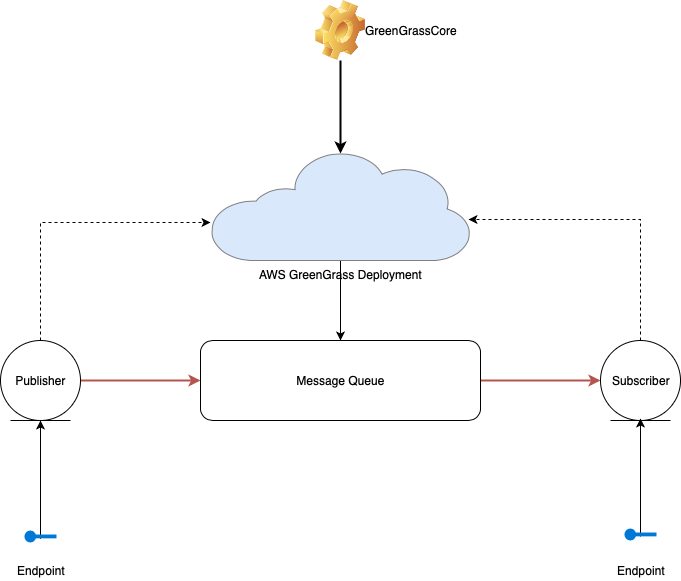 GreenGrassCore
AWS GreenGrass Deployment
Publisher
Message Queue
Subscriber
Endpoint
Endpoint